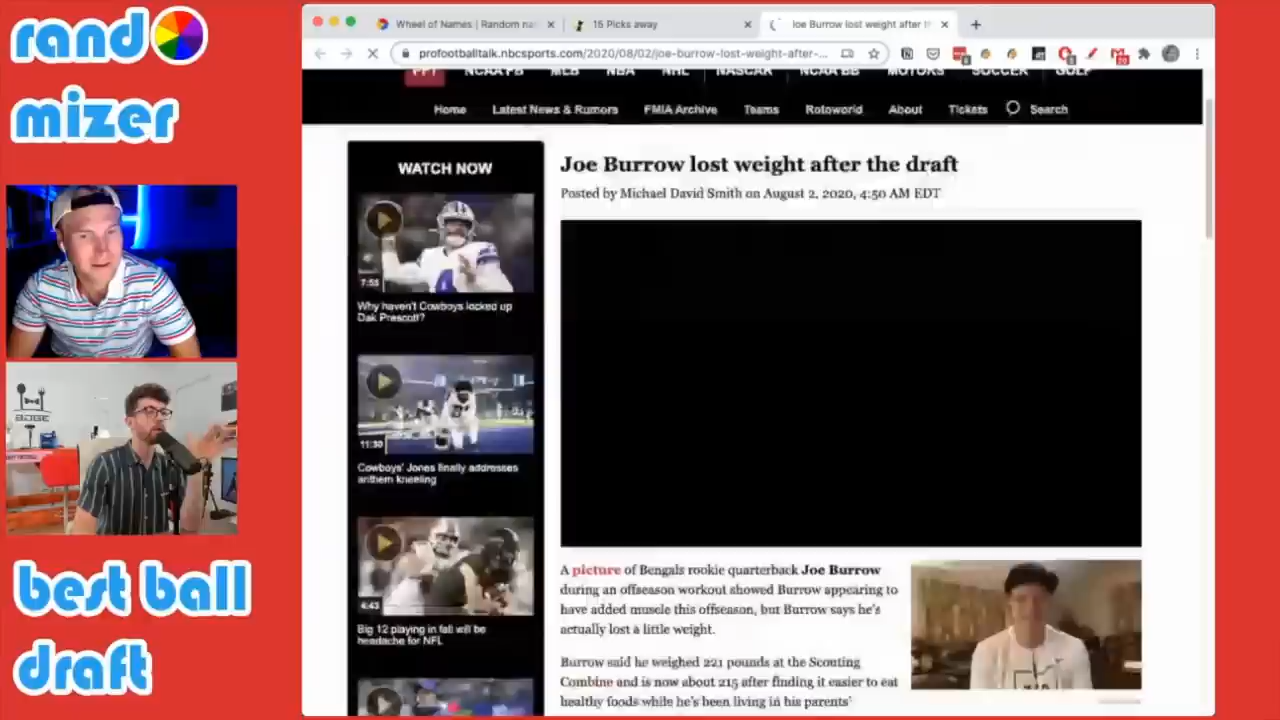 rand
mizer
best ball
draft
Wheel of Names | Random na
15 Picks away
Joe Burrow lost weight after th
profootballtalk.nbcsports.com/2020/08/02/joe-burrow-lost-weight-after-...
PFT NCAA FB MLB NBA NHL NASCAR NCAA BB MOTORS SOCCER GOLF
Home Latest News & Rumors FMIA Archive Teams Rotoworld About Tickets Search
WATCH NOW
7:53
Why haven't Cowboys locked up
Dak Prescott?
11:30
Cowboys' Jones finally addresses
anthem kneeling
4:43
Big 12 playing in fall will be
headache for NFL
Joe Burrow lost weight after the draft
Posted by Michael David Smith on August 2, 2020, 4:50 AM EDT
A picture of Bengals rookie quarterback Joe Burrow
during an offseason workout showed Burrow appearing to
have added muscle this offseason, but Burrow says he's
actually lost a little weight.
Burrow said he weighed 221 pounds at the Scouting
Combine and is now about 215 after finding it easier to eat
healthy foods while he's been living in his parents'